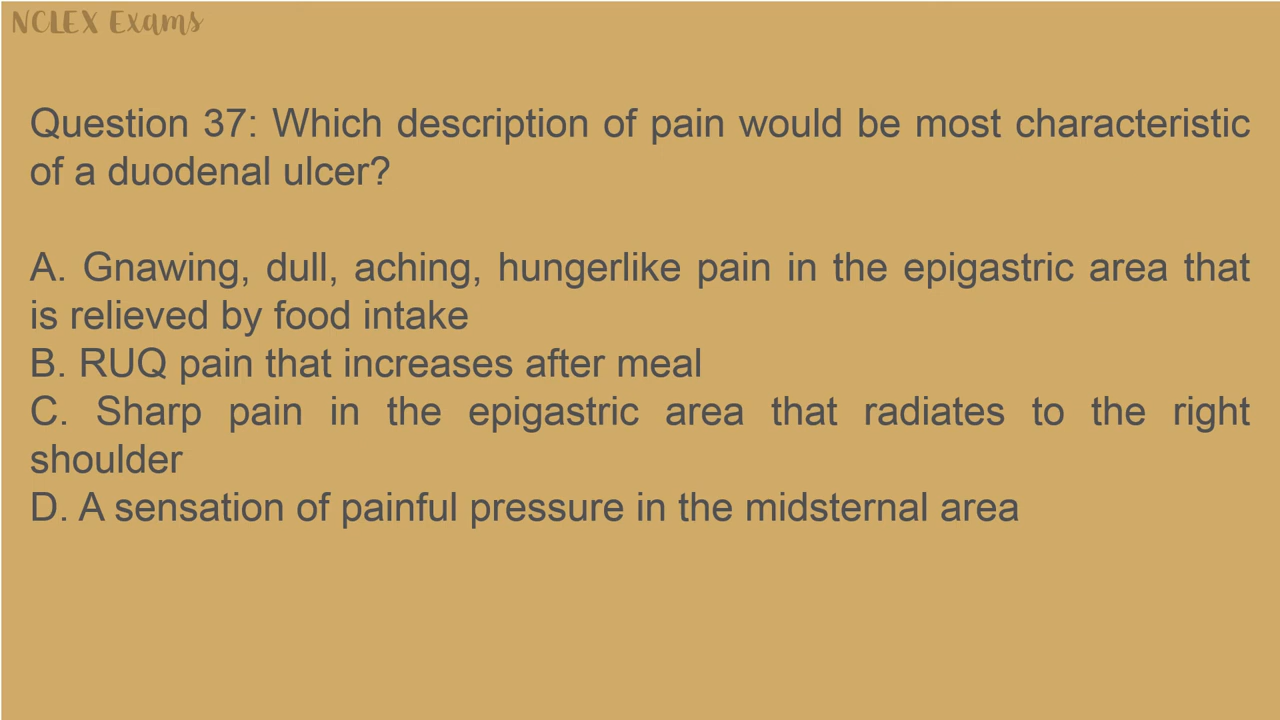 NCLEX Exams
Question 37: Which description of pain would be most characteristic
of a duodenal ulcer?
A. Gnawing, dull, aching, hungerlike pain in the epigastric area that
is relieved by food intake
B. RUQ pain that increases after meal
C. Sharp pain in the epigastric area that radiates to the right
shoulder
D. A sensation of painful pressure in the midsternal area